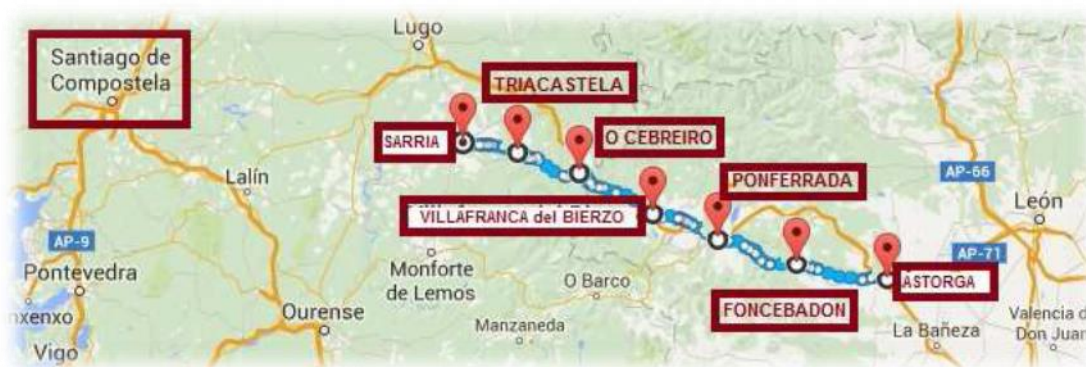 Lugo
Santiago de
Compostela
TRIACASTELA
SARRIA
O CEBREIRO
Lalín
PONFERRADA
AP-66
León
VILLAFRANCA del BIERZO
AP-9
AP-71
Pontevedra
Monforte
de Lemos
O Barco
ASTORGA
FONCEBADON
nxenxo
Ourense
Manzaneda
La Bañeza
Valencia d
Don Juan
Vigo